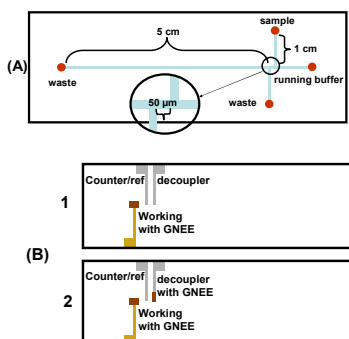 sample
5 cm
1 cm
(A)
running buffer
waste
50 µm
waste
Counter/ref decoupler
1
Working
with GNEE
(B)
Counter/ref decoupler
with GNEE
2
Working
with GNEE